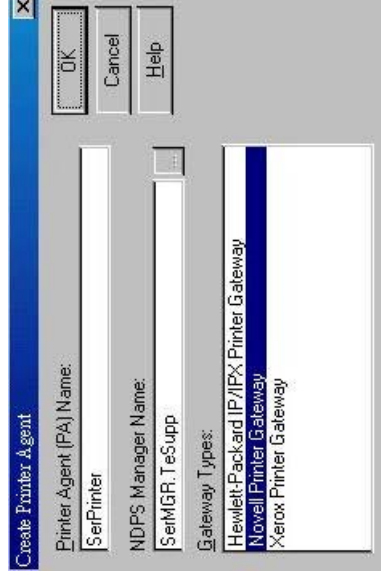 Create Printer Agent
Printer Agent (PA) Name:
SerPrinter
NDPS Manager Name:
SerMGR.TeSupp
...
Gateway Types:
Hewlett-Packard IP/IPX Printer Gateway
Novell Printer Gateway
Xerox Printer Gateway
OK
Cancel
Help